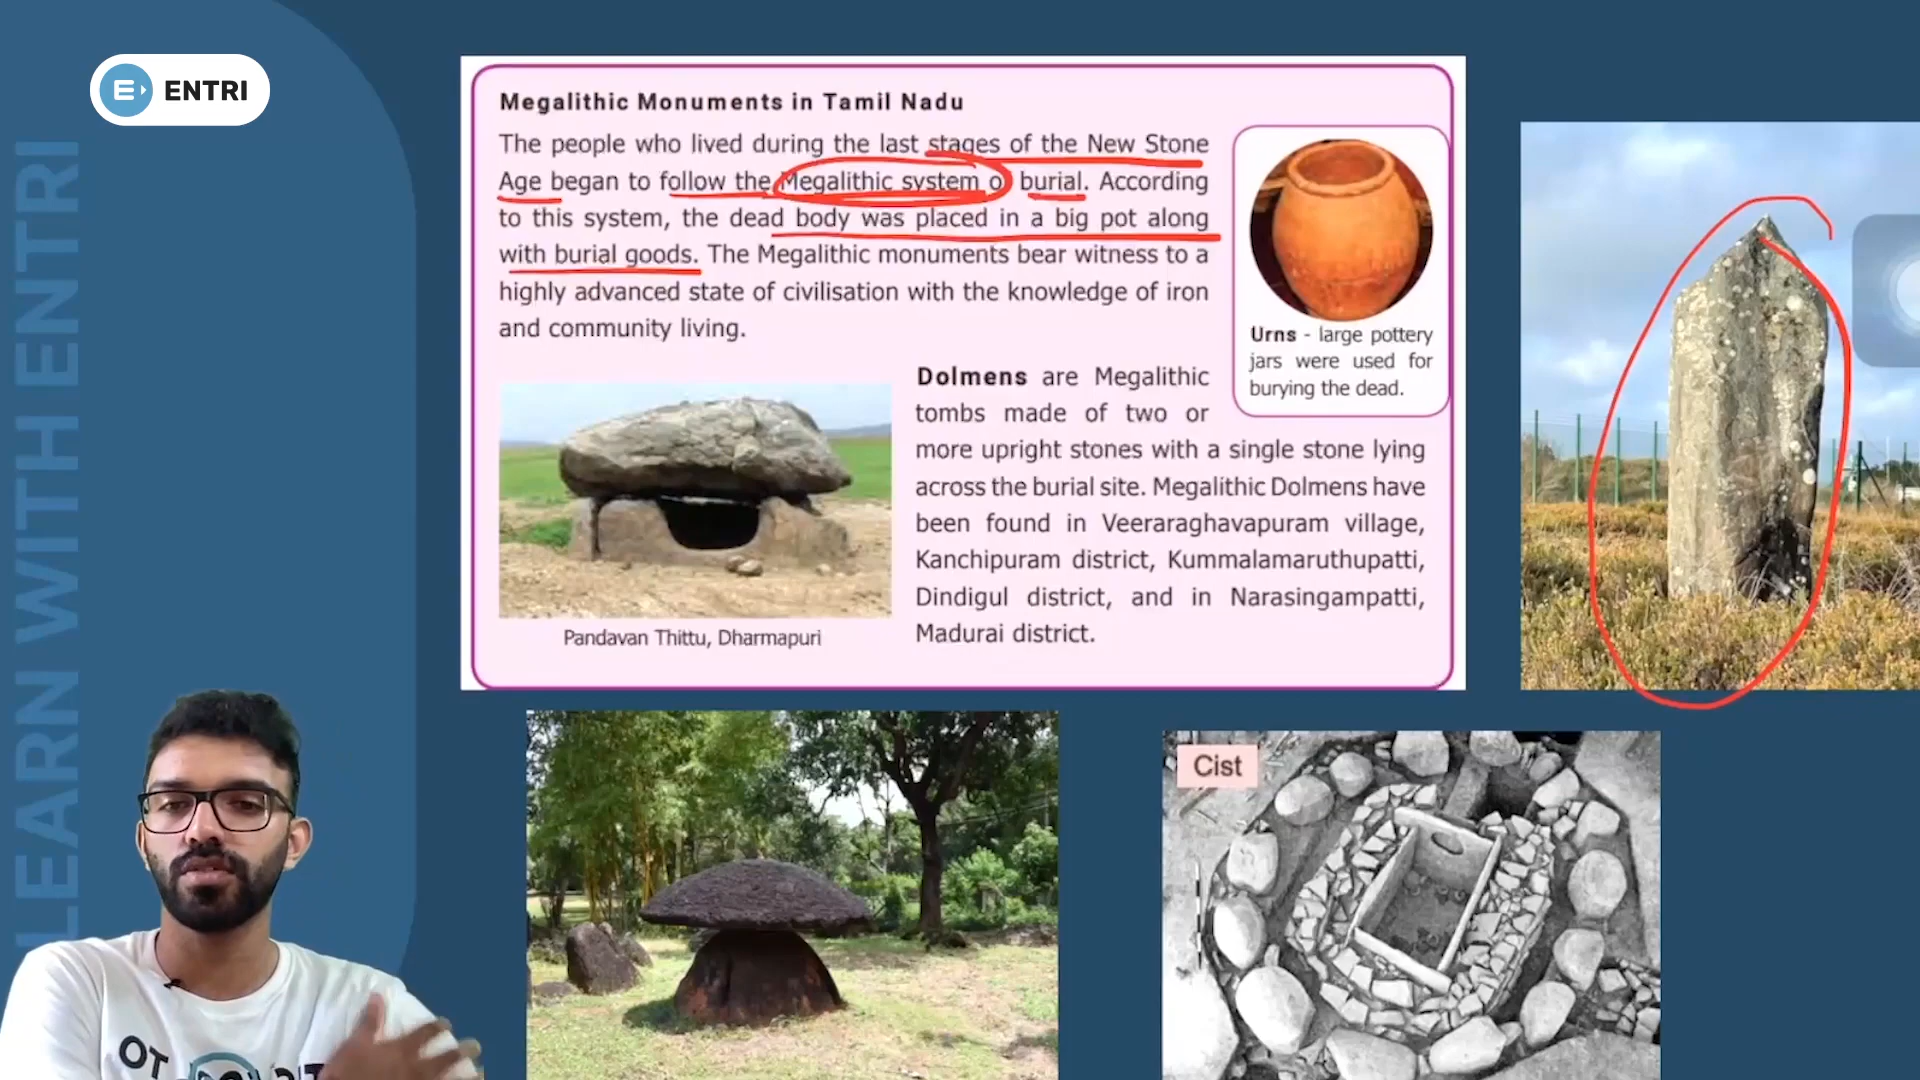 ENTRI
LEARN WITH ENTRI
Megalithic Monuments in Tamil Nadu
The people who lived during the last stages of the New Stone
Age began to follow the Megalithic system o burial. According
to this system, the dead body was placed in a big pot along
with burial goods. The Megalithic monuments bear witness to a
highly advanced state of civilisation with the knowledge of iron
and community living.
Urns - large pottery
jars were used for
burying the dead.
Dolmens are Megalithic
tombs made of two or
more upright stones with a single stone lying
across the burial site. Megalithic Dolmens have
been found in Veeraraghavapuram village,
Kanchipuram district, Kummalamaruthupatti,
Dindigul district, and in Narasingampatti,
Madurai district.
Pandavan Thittu, Dharmapuri
Cist
OT